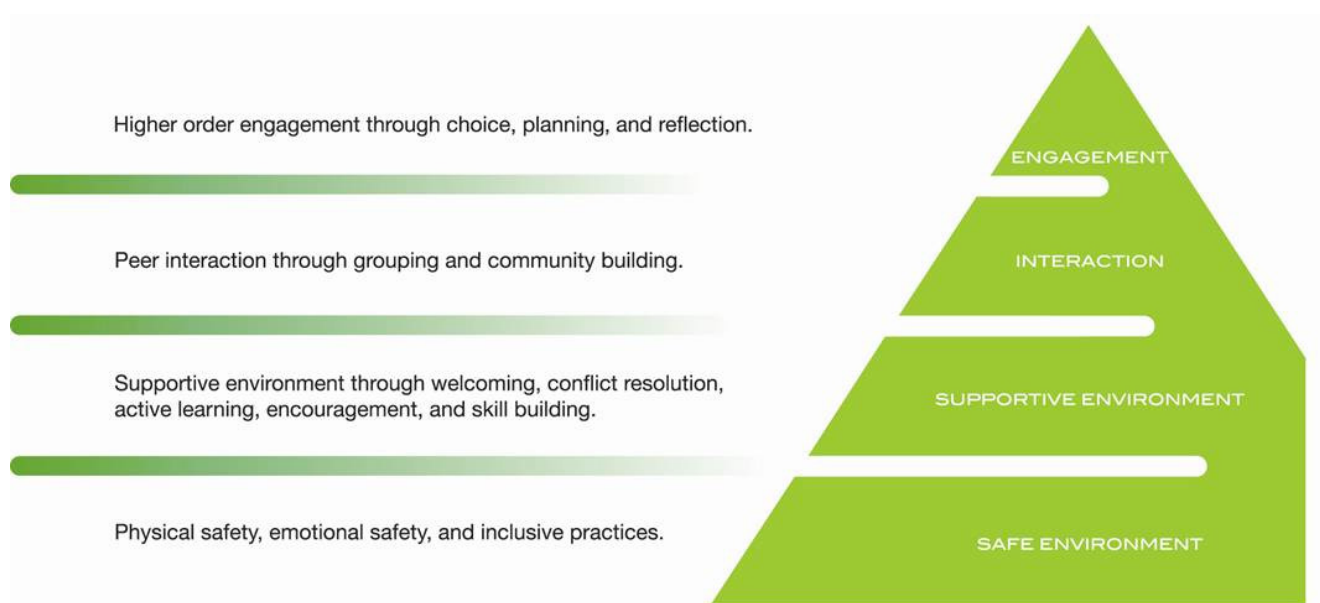 Higher order engagement through choice, planning, and reflection.
ENGAGEMENT
Peer interaction through grouping and community building.
INTERACTION
Supportive environment through welcoming, conflict resolution,
active learning, encouragement, and skill building.
SUPPORTIVE ENVIRONMENT
Physical safety, emotional safety, and inclusive practices.
SAFE ENVIRONMENT